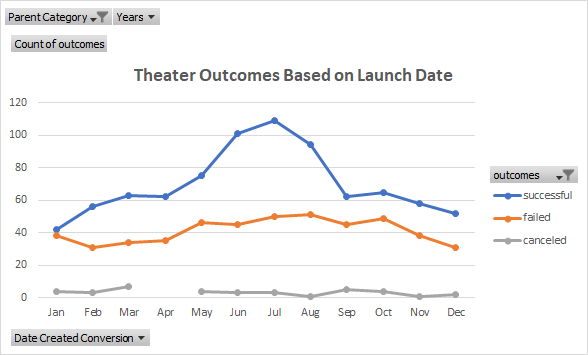 Parent Category Years
Count of outcomes
Theater Outcomes Based on Launch Date
120
100
80
60
40
20
0
Jan Feb Mar Apr May Jun Jul Aug Sep Oct Nov Dec
outcomes
successful
failed
canceled
Date Created Conversion